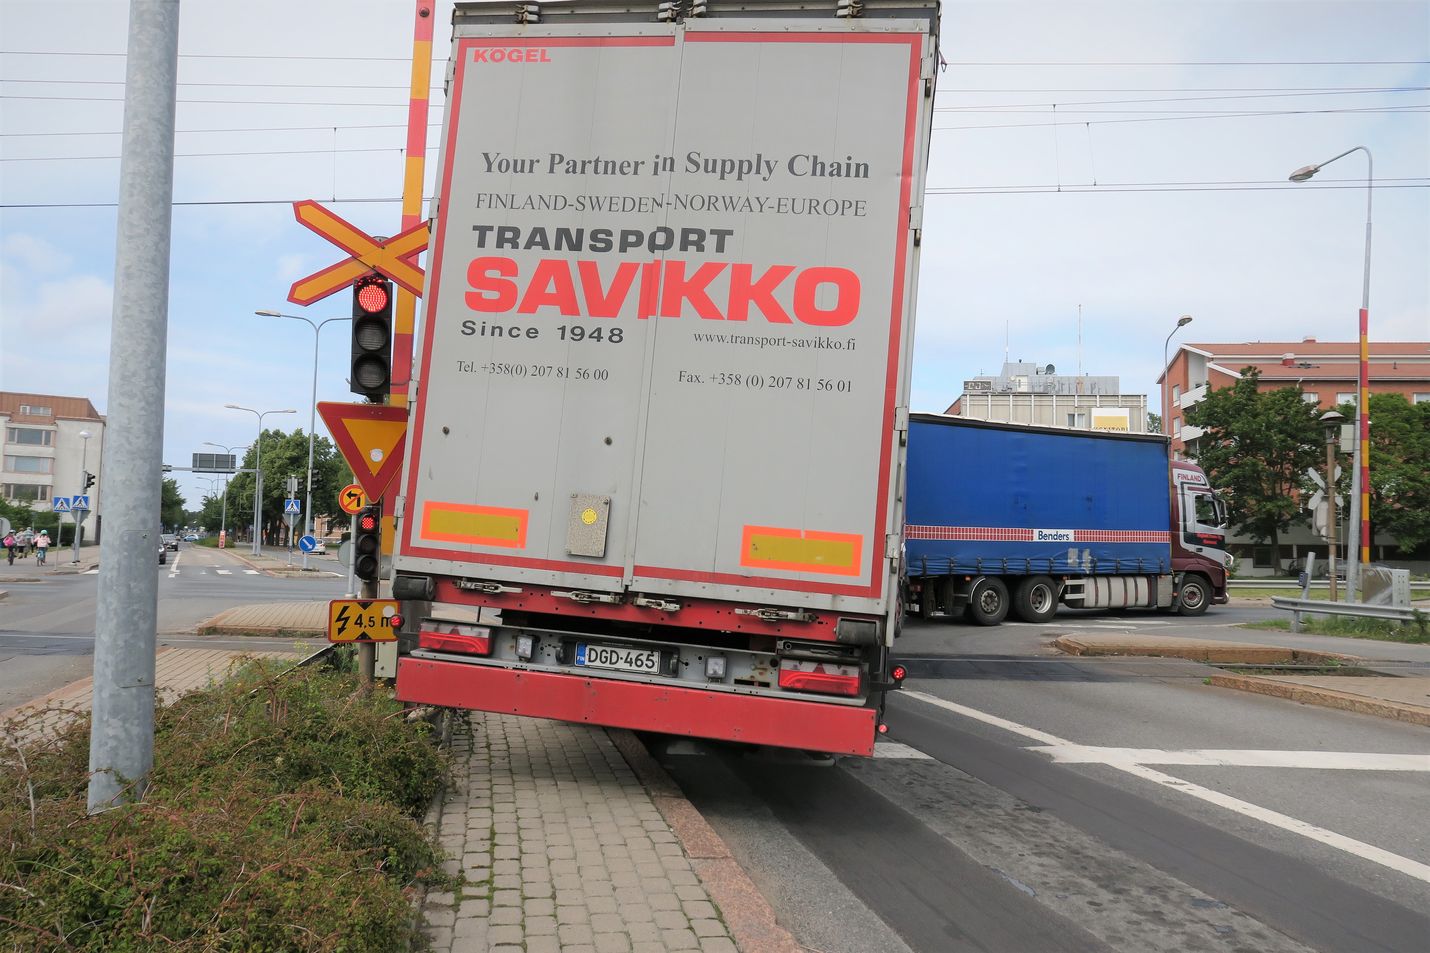 KÖGEL
Your Partner in Supply Chain
FINLAND-SWEDEN-NORWAY-EUROPE
TRANSPORT
SAVIKKO
Since 1948
www.transport-savikko.fi
Tel. +358(0) 207 81 56 00
Fax. +358 (0) 207 81 56 01
FINLAND
Benders
4,5 m
FIN DGD-465